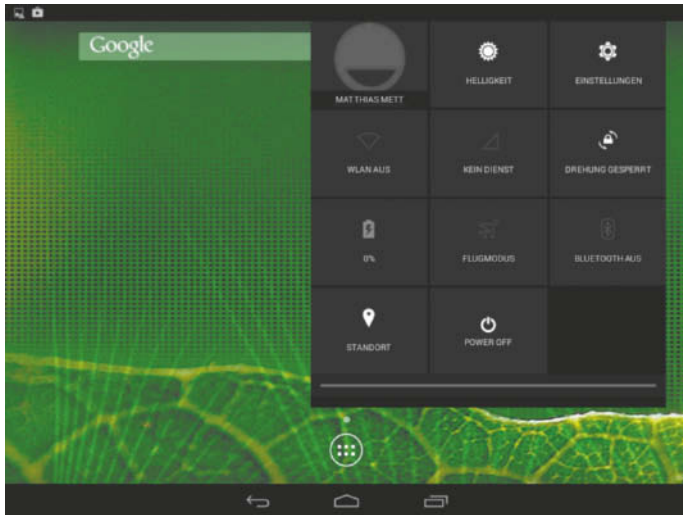 Google
MATTHIAS METT
HELLIGKEIT
EINSTELLUNGEN
WLAN AUS
KEIN DIENST
DREHUNG GESPERRT
0%
FLUGMODUS
BLUETOOTH AUS
STANDORT
POWER OFF